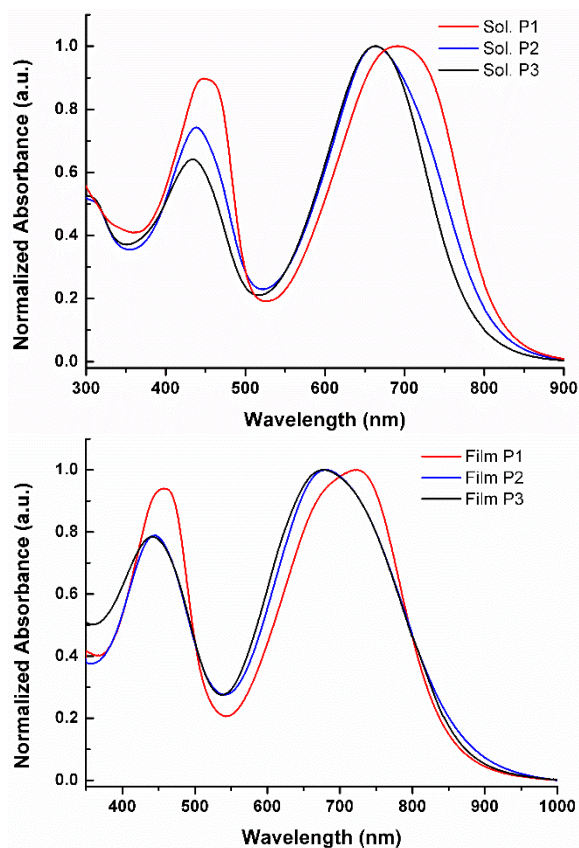 Normalized Absorbance (a.u.)
1.0
0.8
0.6
0.4
0.2
0.0
Sol. P1
Sol. P2
Sol. P3
300 400 500 600 700 800 900
Wavelength (nm)
Normalized Absorbance (a.u.)
1.0
0.8
0.6
0.4
0.2
0.0
Film P1
Film P2
Film P3
400 500 600 700 800 900 1000
Wavelength (nm)